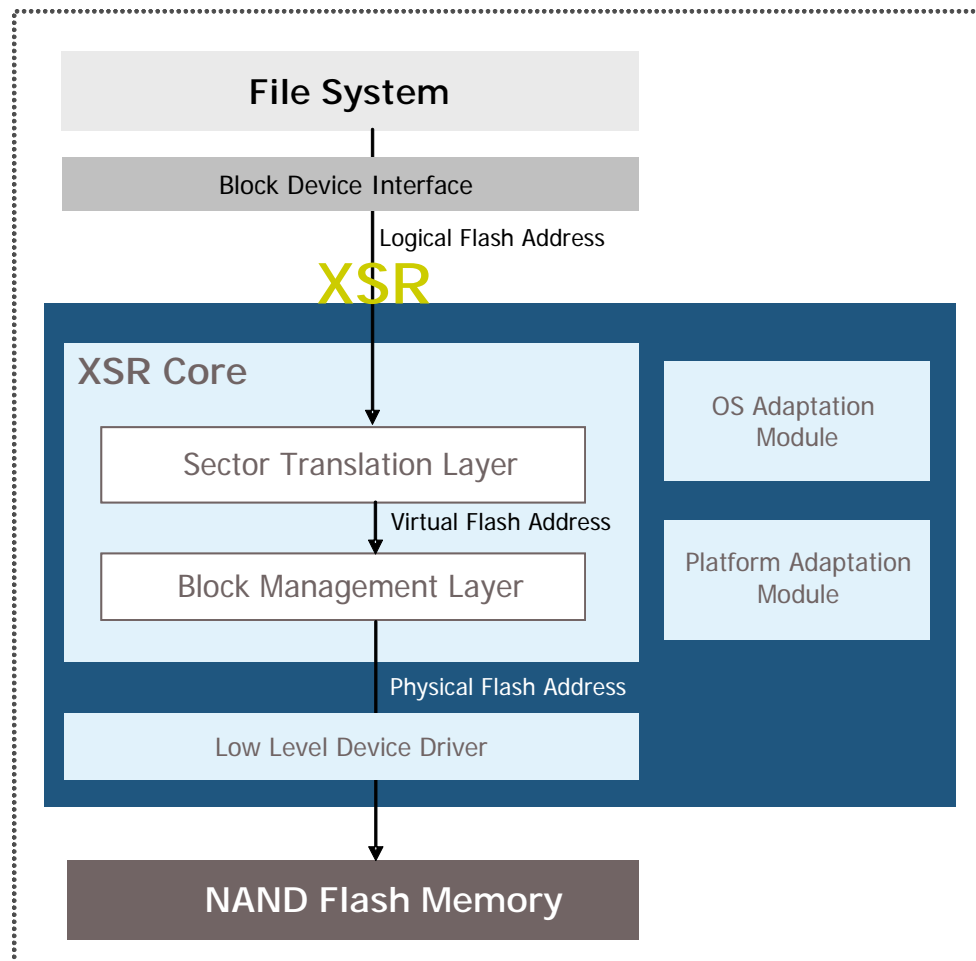 File System
Block Device Interface
Logical Flash Address
XSR
XSR Core
Sector Translation Layer
Virtual Flash Address
Block Management Layer
Physical Flash Address
Low Level Device Driver
OS Adaptation
Module
Platform Adaptation
Module
NAND Flash Memory